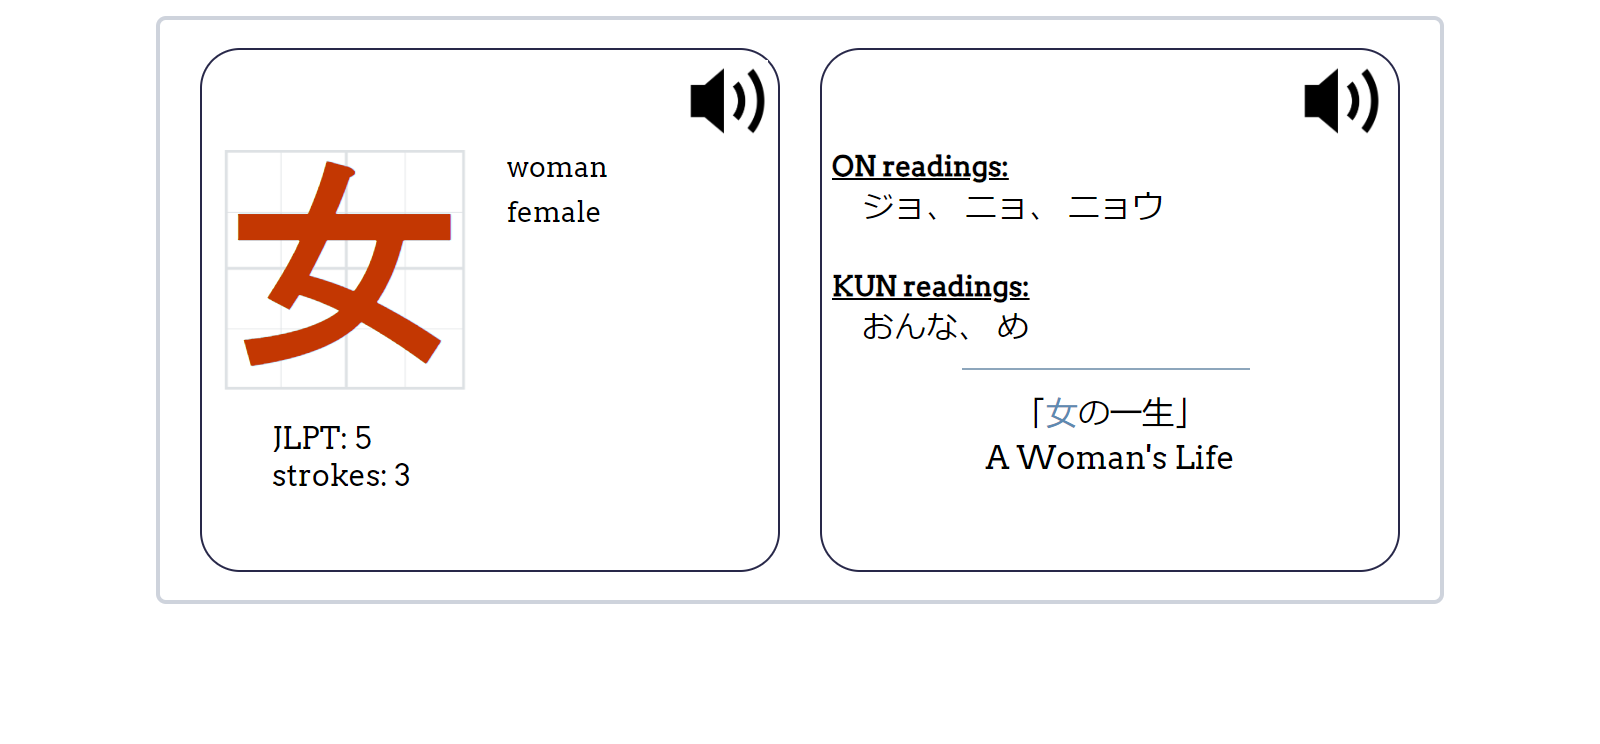 女
woman
female
JLPT: 5
strokes: 3
ON readings:
ジョ、 ニョ、 ニョウ
KUN readings:
おんな、 め
「女の一生」
A Woman's Life